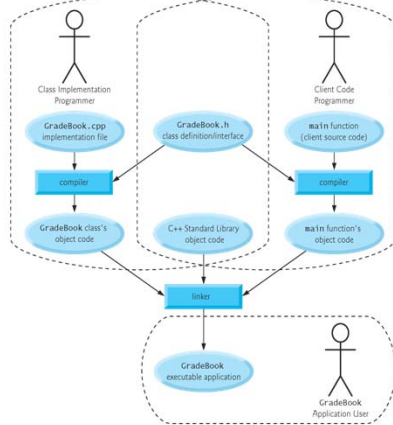 Class Implementation
Programmer
Client Code
Programmer
GradeBook.cpp
implementation file
GradeBook.h
class definition/interface
main function
(client source code)
compiler
compiler
GradeBook class's
object code
C++ Standard Library
object code
main function's
object code
linker
GradeBook
executable application
GradeBook
Application User